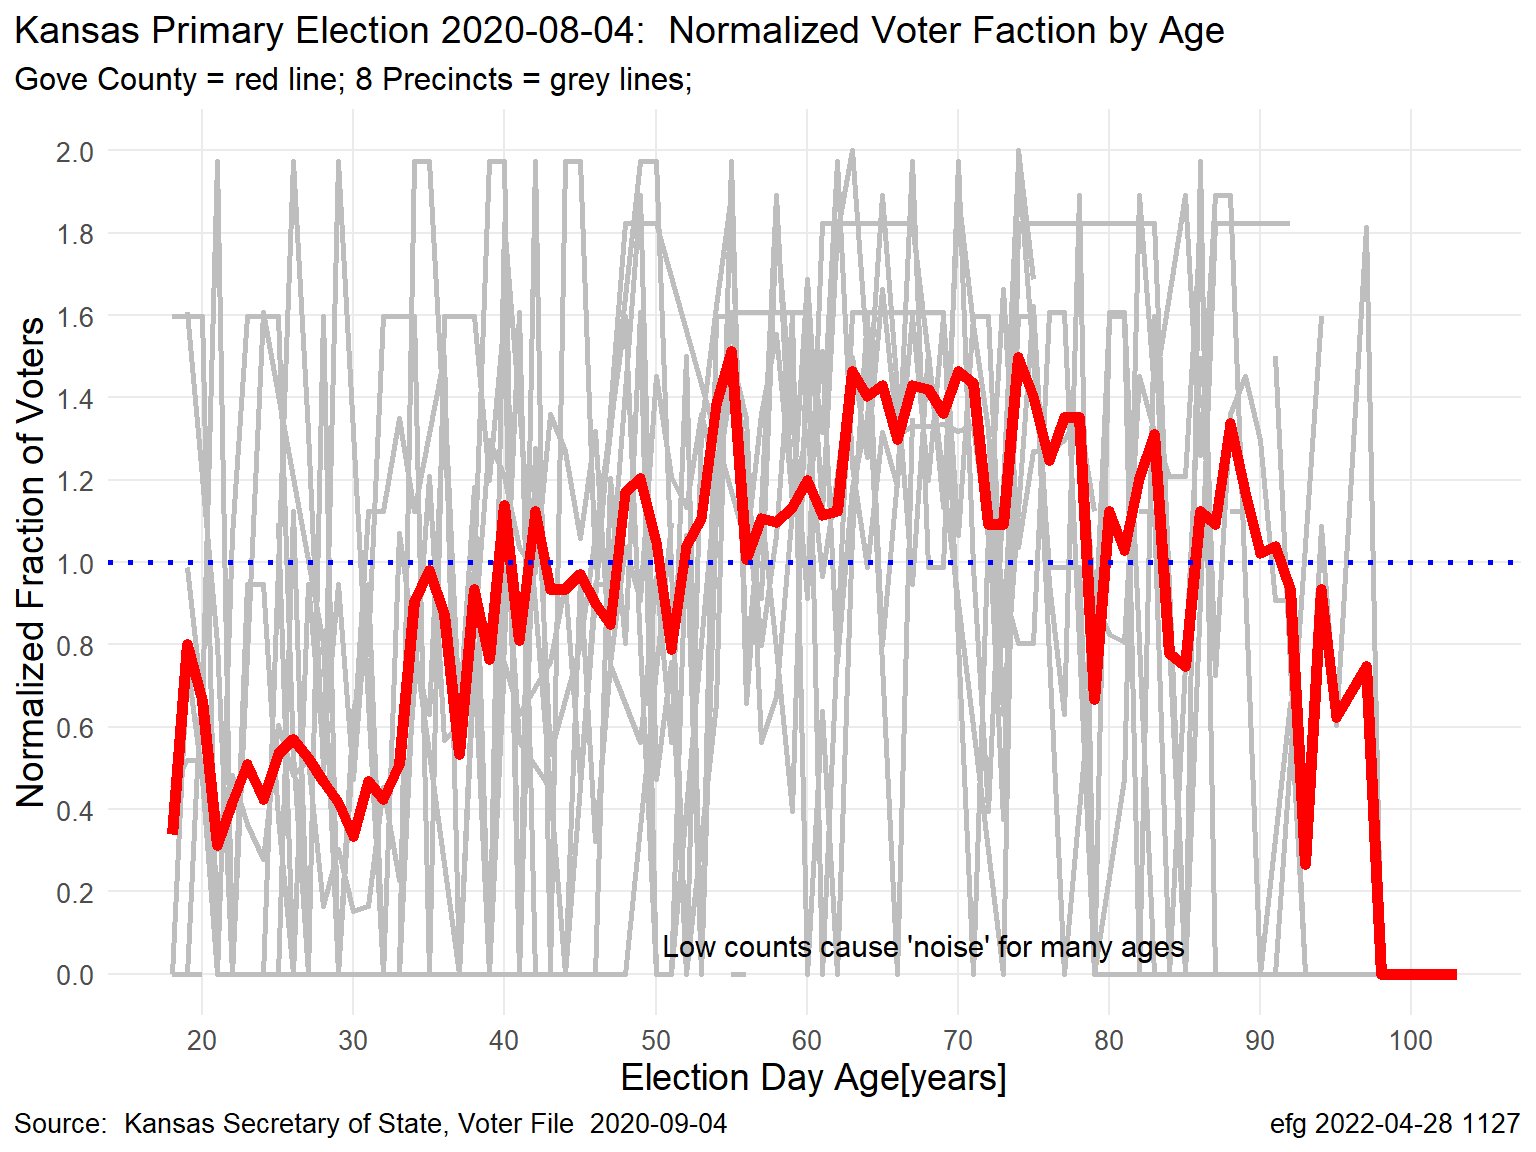 Kansas Primary Election 2020-08-04:  Normalized Voter Faction by Age
Gove County = red line; 8 Precincts = grey lines;
Normalized Fraction of Voters
2.0
1.8
1.6
1.4
1.2
1.0
0.8
0.6
0.4
0.2
0.0
Low counts cause 'noise' for many ages
20 30 40 50 60 70 80 90 100
Election Day Age[years]
Source:  Kansas Secretary of State, Voter File  2020-09-04
efg 2022-04-28 1127